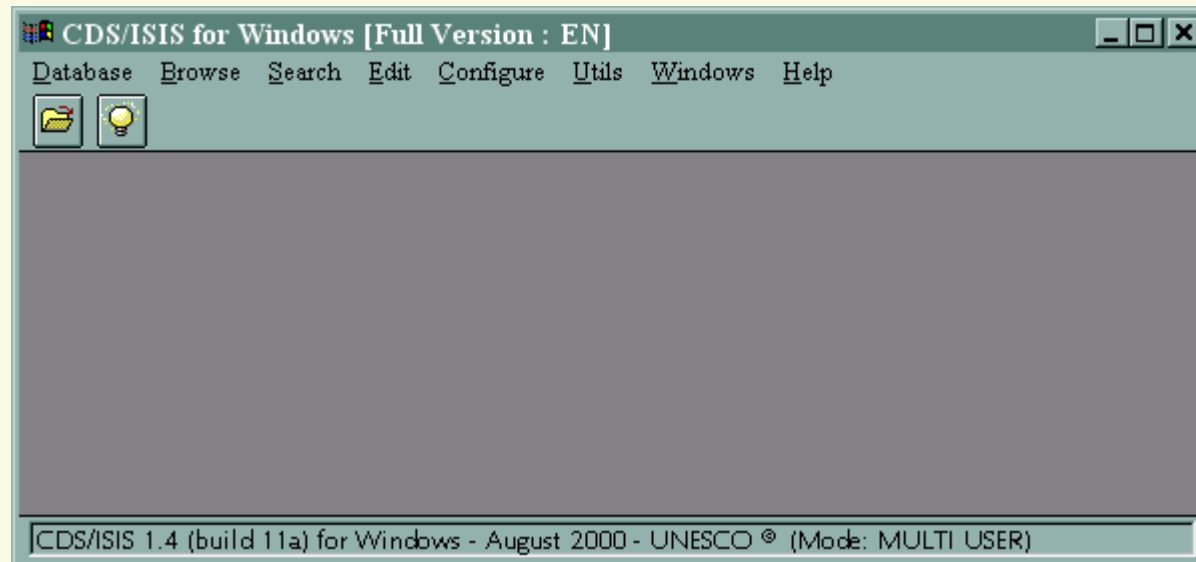 CDS/ISIS for Windows [Full Version : EN]
Database Browse Search Edit Configure Utils Windows Help
CDS/ISIS 1.4 (build 11a) for Windows - August 2000 - UNESCO ® (Mode: MULTI USER)